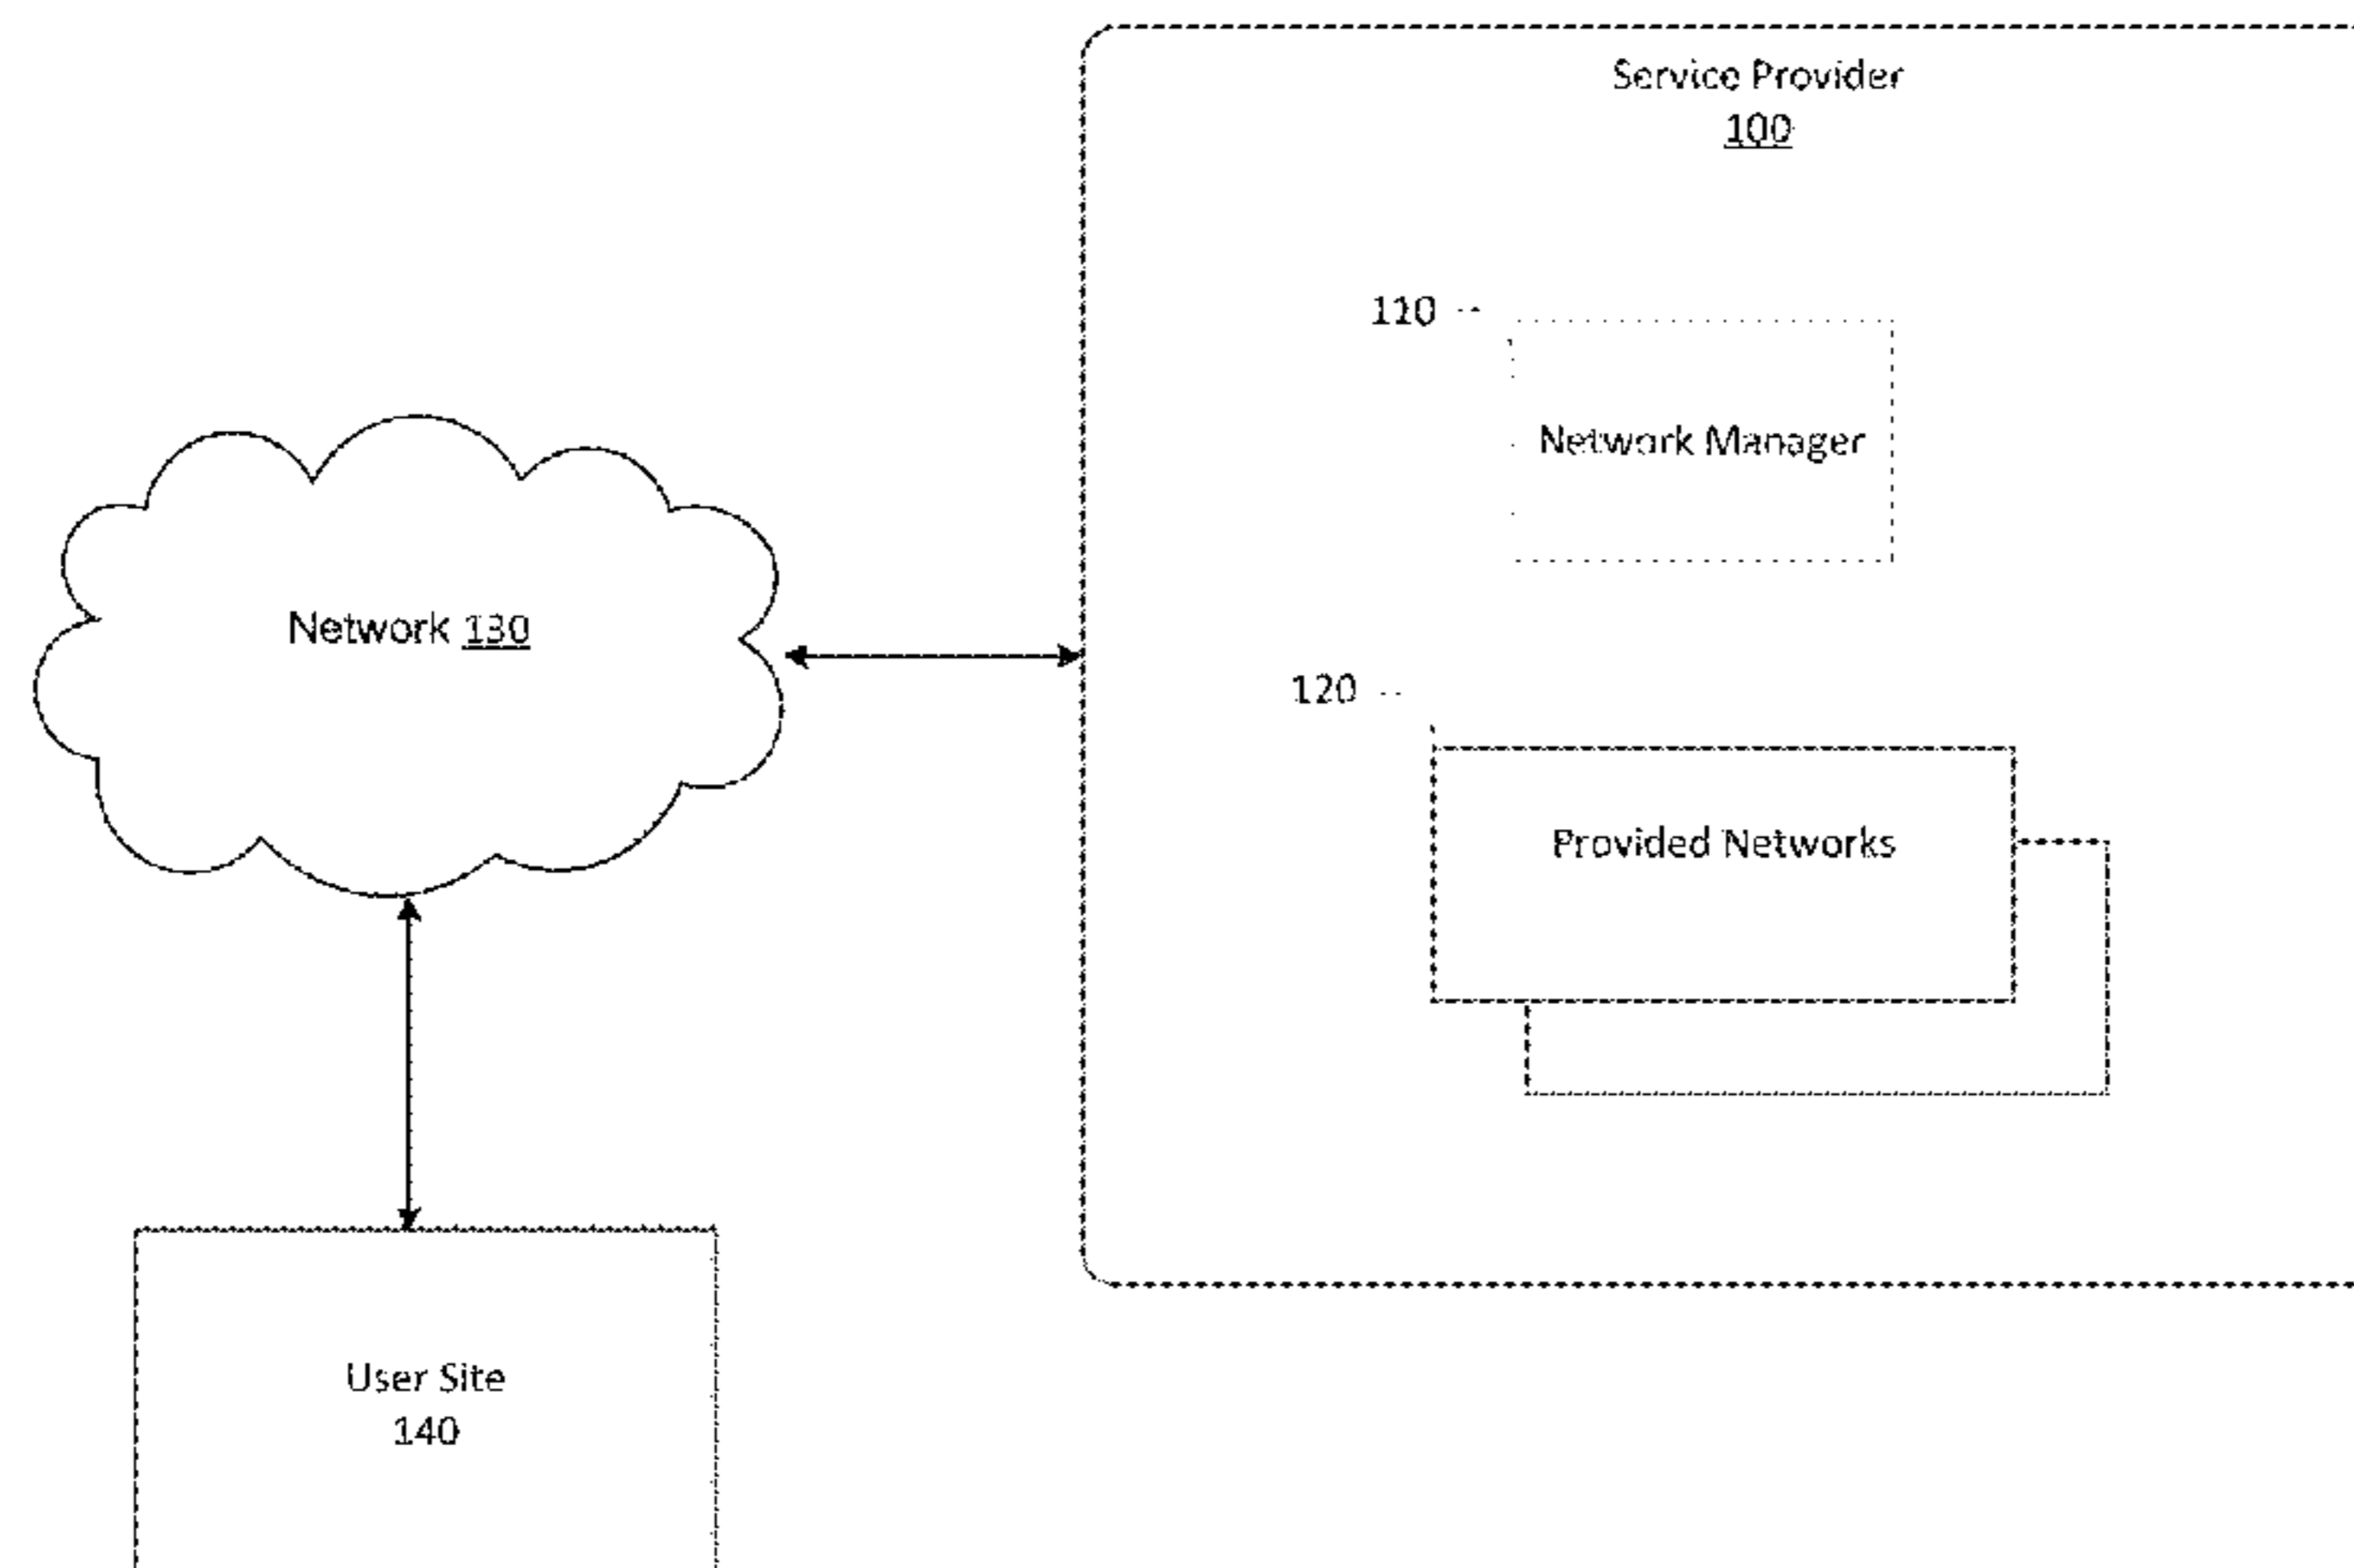 Service Provider
100
110
Network Manager
Network 130
120
Provided Networks
User Site
140